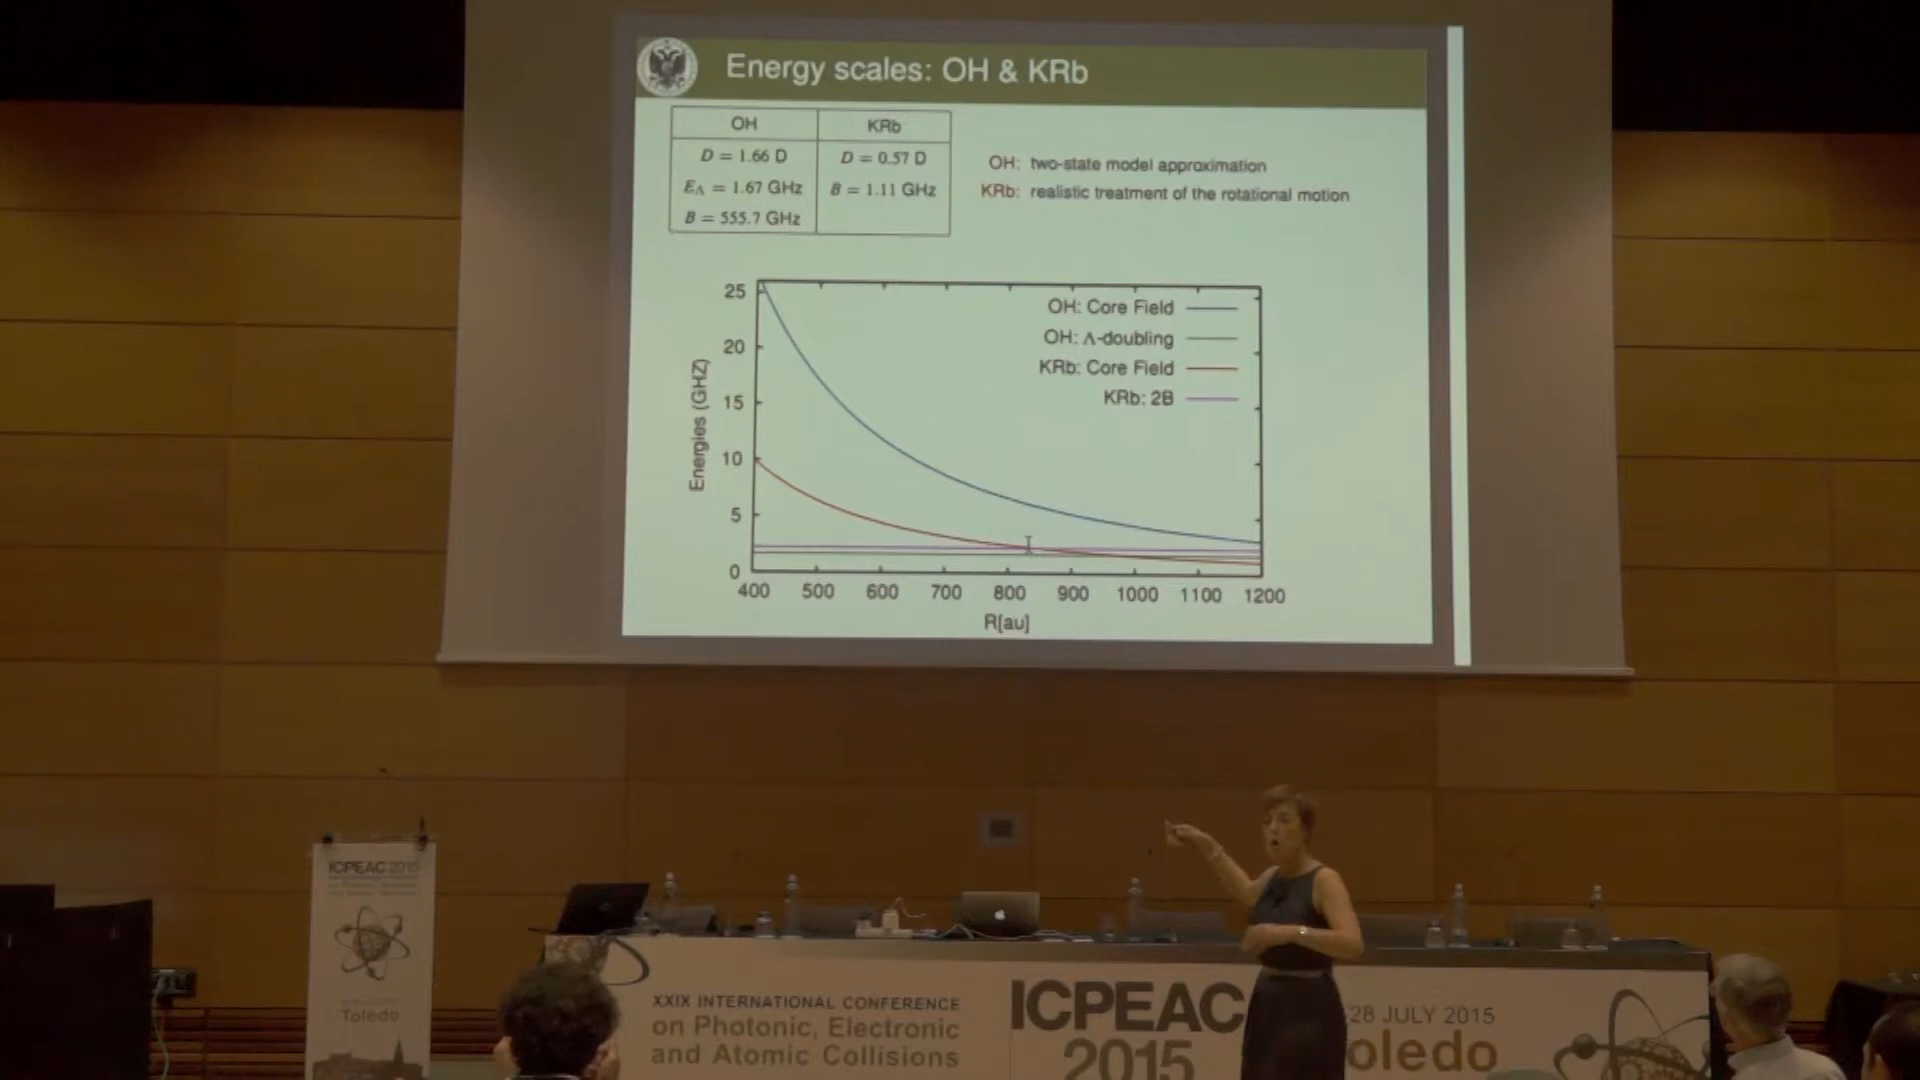 Energy scales: OH & KRb
OH KRb
D = 1.66 D D = 0.57 D
EΛ = 1.67 GHz B = 1.11 GHz
B = 555.7 GHz
OH: two-state model approximation
KRb: realistic treatment of the rotational motion
OH: Core Field
OH: Λ-doubling
KRb: Core Field
KRb: 2B
Energies (GHZ)
25
20
15
10
5
0
400 500 600 700 800 900 1000 1100 1200
R[au]
ICPEAC 2015
Toledo
XXIX INTERNATIONAL CONFERENCE
on Photonic, Electronic
and Atomic Collisions
ICPEAC
2015
28 JULY 2015
oledo